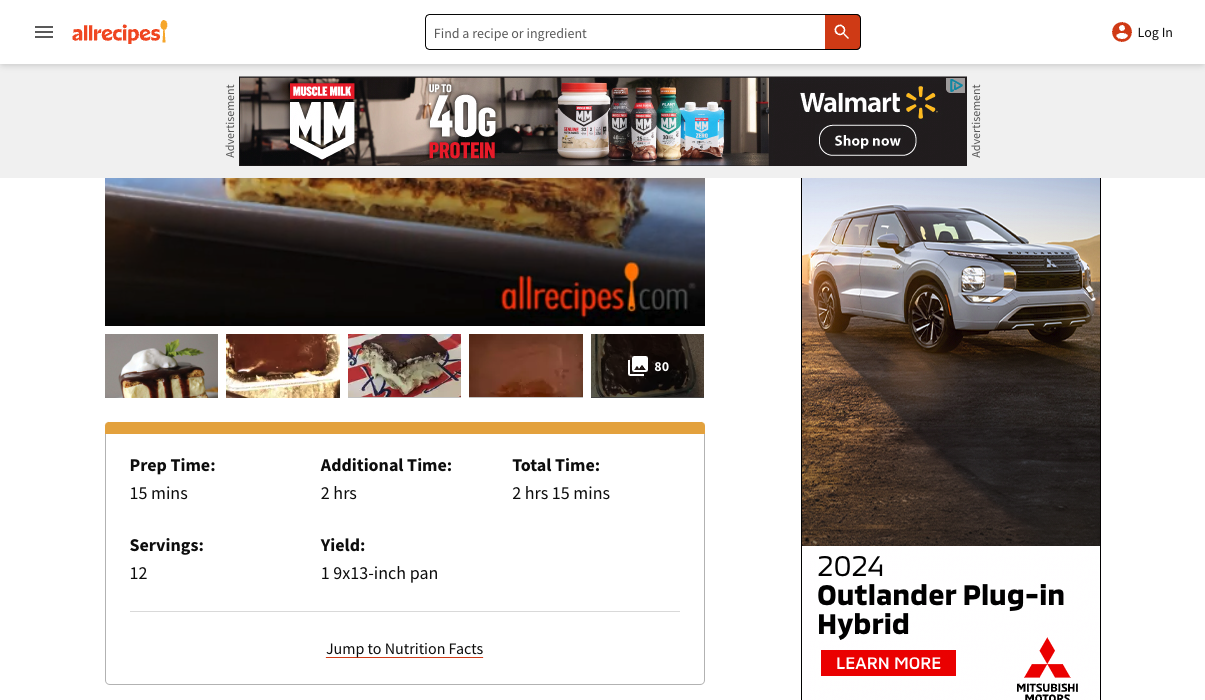 allrecipes
Find a recipe or ingredient
Log In
Advertisement
MUSCLE MILK
MM
UP TO
40G
PROTEIN
Walmart
Shop now
Advertisement
allrecipes.com
80
Prep Time:
15 mins
Additional Time:
2 hrs
Total Time:
2 hrs 15 mins
Servings:
12
Yield:
1 9x13-inch pan
Jump to Nutrition Facts
2024
Outlander Plug-in
Hybrid
LEARN MORE
MITSUBISHI
MOTORS